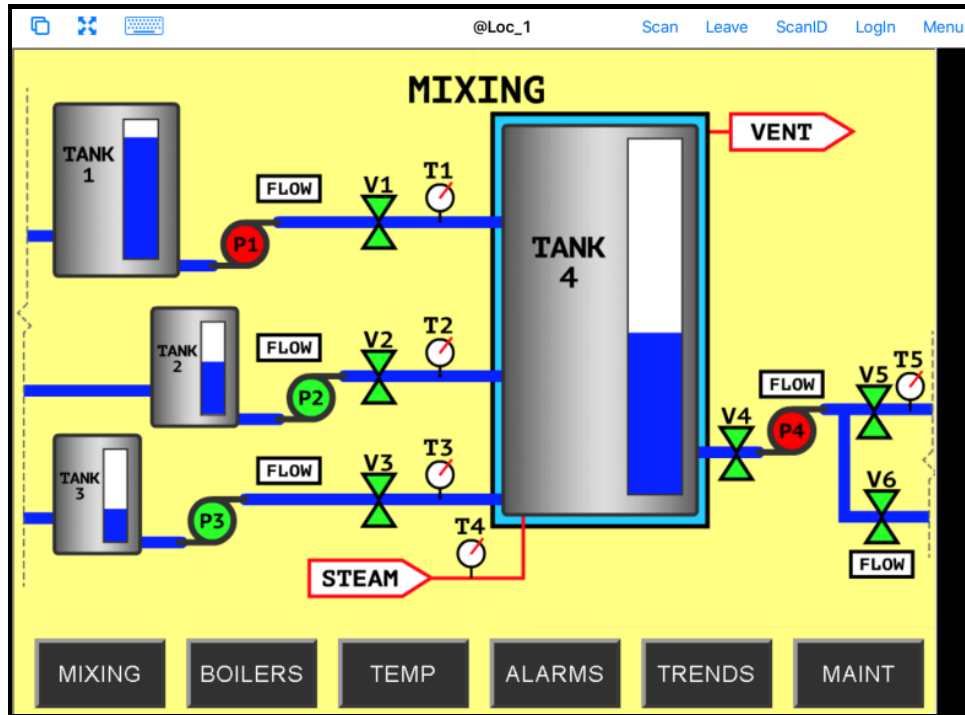 @Loc_1
Scan
Leave
ScanID
LogIn
Menu
MIXING
TANK
1
FLOW
V1
T1
P1
VENT
TANK
4
TANK
2
FLOW
V2
T2
P2
TANK
3
FLOW
V3
T3
P3
T4
STEAM
V4
FLOW
P4
V5
T5
V6
FLOW
MIXING
BOILERS
TEMP
ALARMS
TRENDS
MAINT